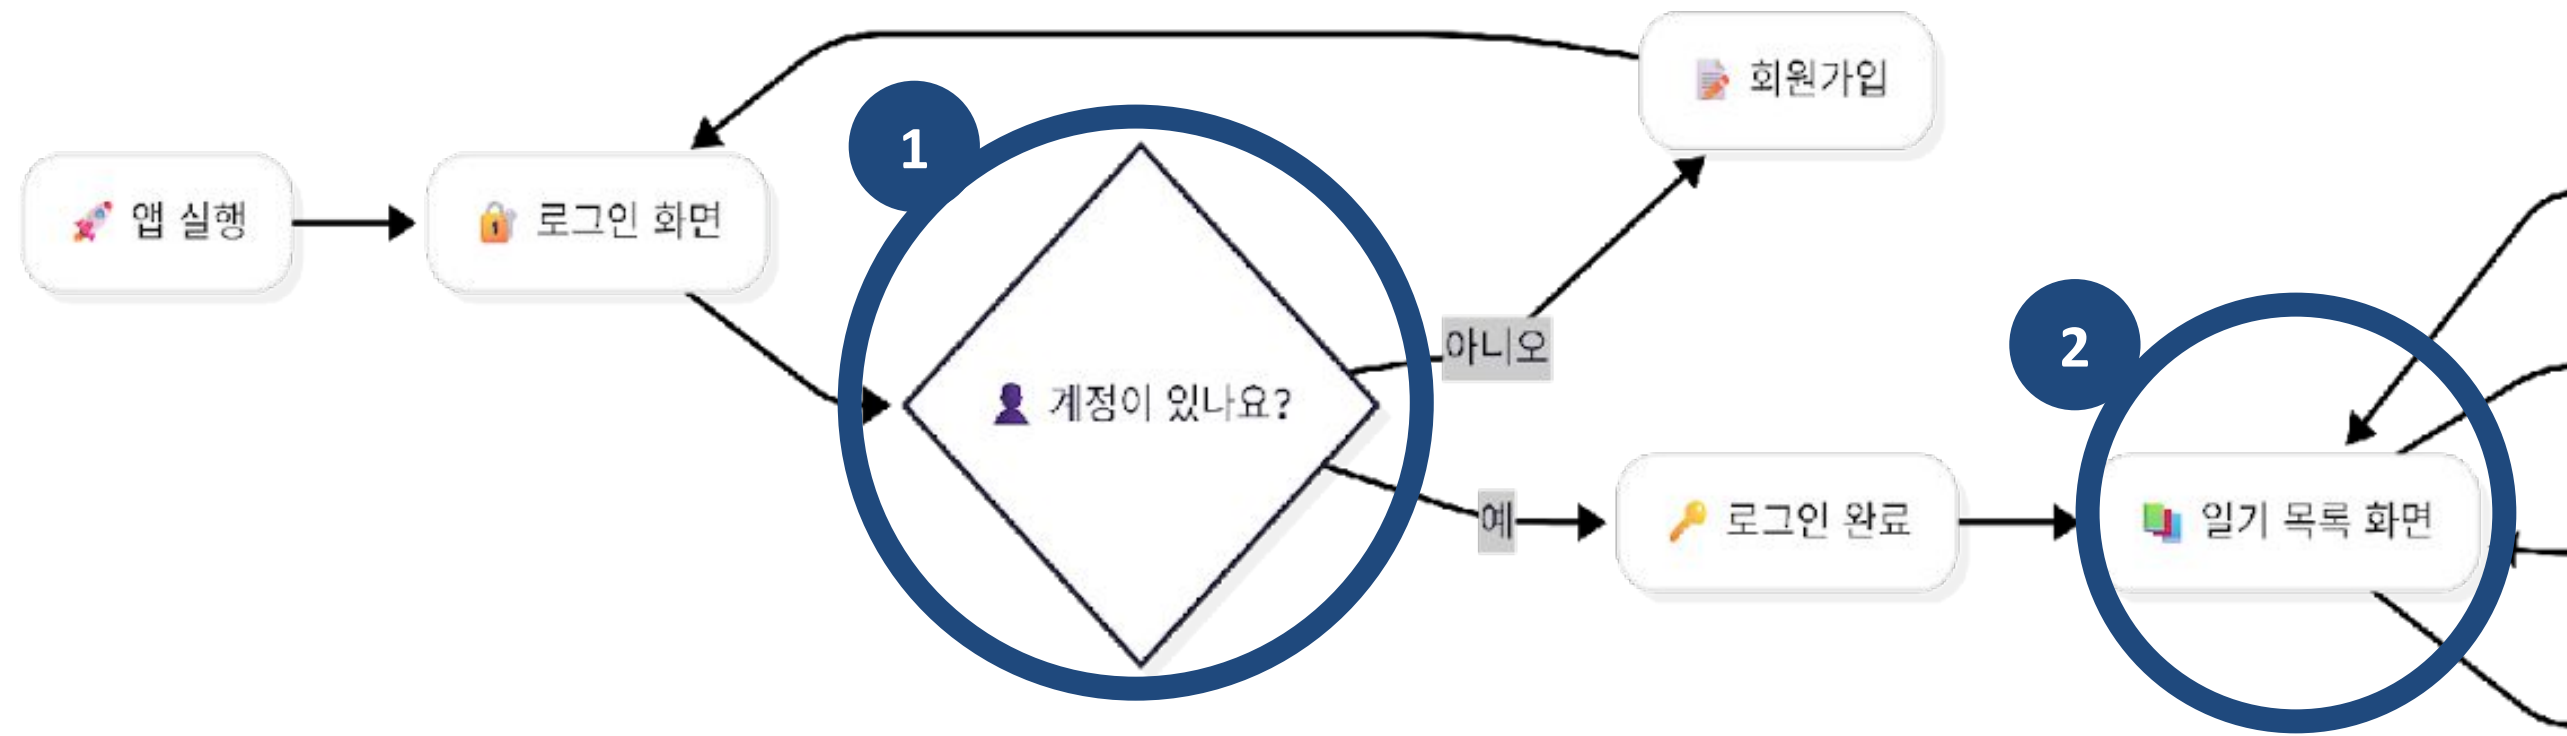 회원가입
1
앱 실행
로그인 화면
계정이 있나요?
아니오
예
로그인 완료
2
일기 목록 화면